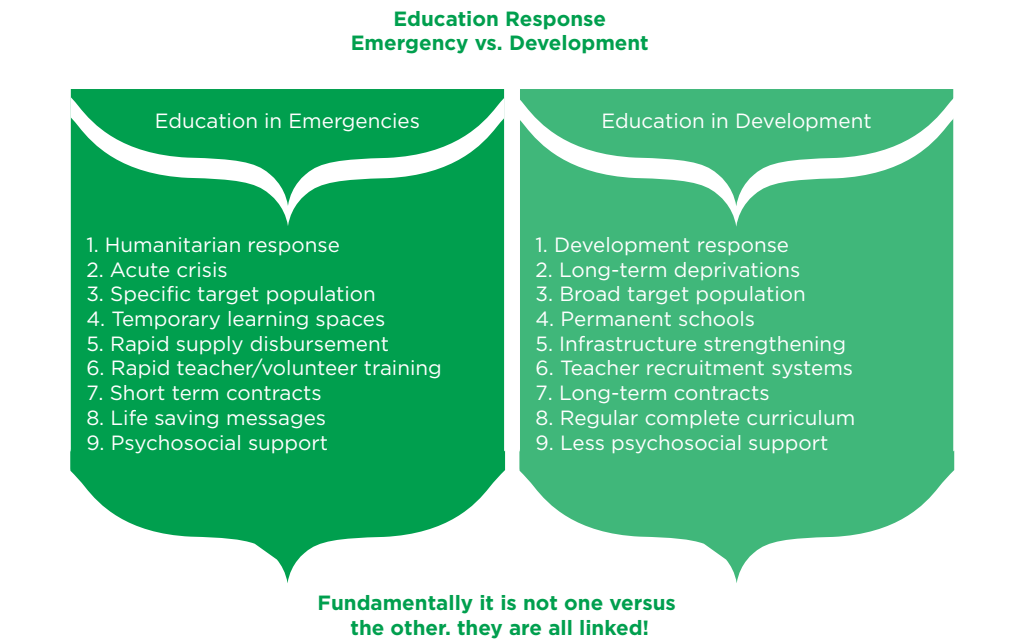 Education Response
Emergency vs. Development
Education in Emergencies
1. Humanitarian response
2. Acute crisis
3. Specific target population
4. Temporary learning spaces
5. Rapid supply disbursement
6. Rapid teacher/volunteer training
7. Short term contracts
8. Life saving messages
9. Psychosocial support
Education in Development
1. Development response
2. Long-term deprivations
3. Broad target population
4. Permanent schools
5. Infrastructure strengthening
6. Teacher recruitment systems
7. Long-term contracts
8. Regular complete curriculum
9. Less psychosocial support
Fundamentally it is not one versus
the other. they are all linked!